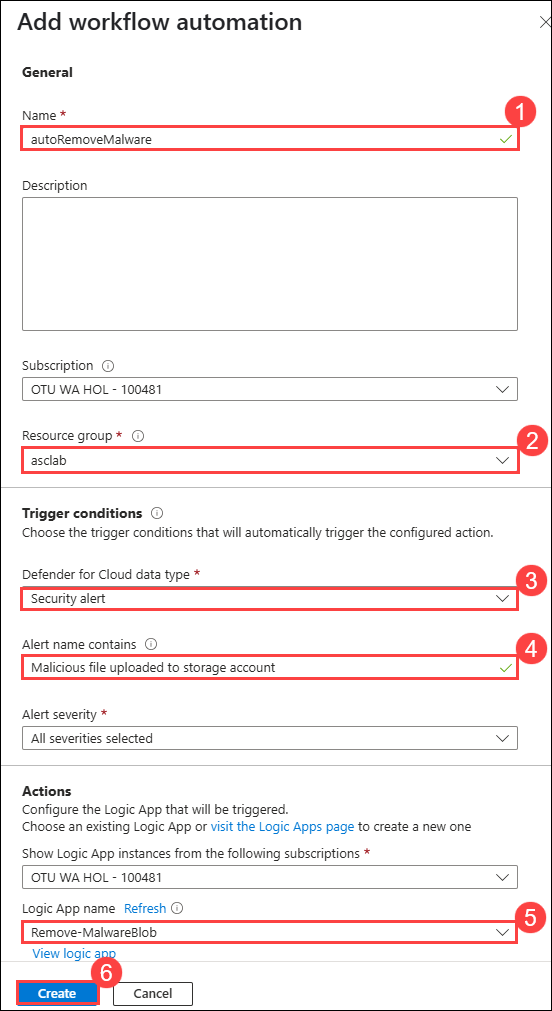 Add workflow automation
General
1
Name *
autoRemoveMalware
Description
Subscription
OTU WA HOL - 100481
2
Resource group *
asclab
Trigger conditions
Choose the trigger conditions that will automatically trigger the configured action.
3
Defender for Cloud data type *
Security alert
4
Alert name contains
Malicious file uploaded to storage account
Alert severity *
All severities selected
Actions
Configure the Logic App that will be triggered.
Choose an existing Logic App or visit the Logic Apps page to create a new one
Show Logic App instances from the following subscriptions *
OTU WA HOL - 100481
5
Logic App name Refresh
Remove-MalwareBlob
View logic app
6
Create Cancel